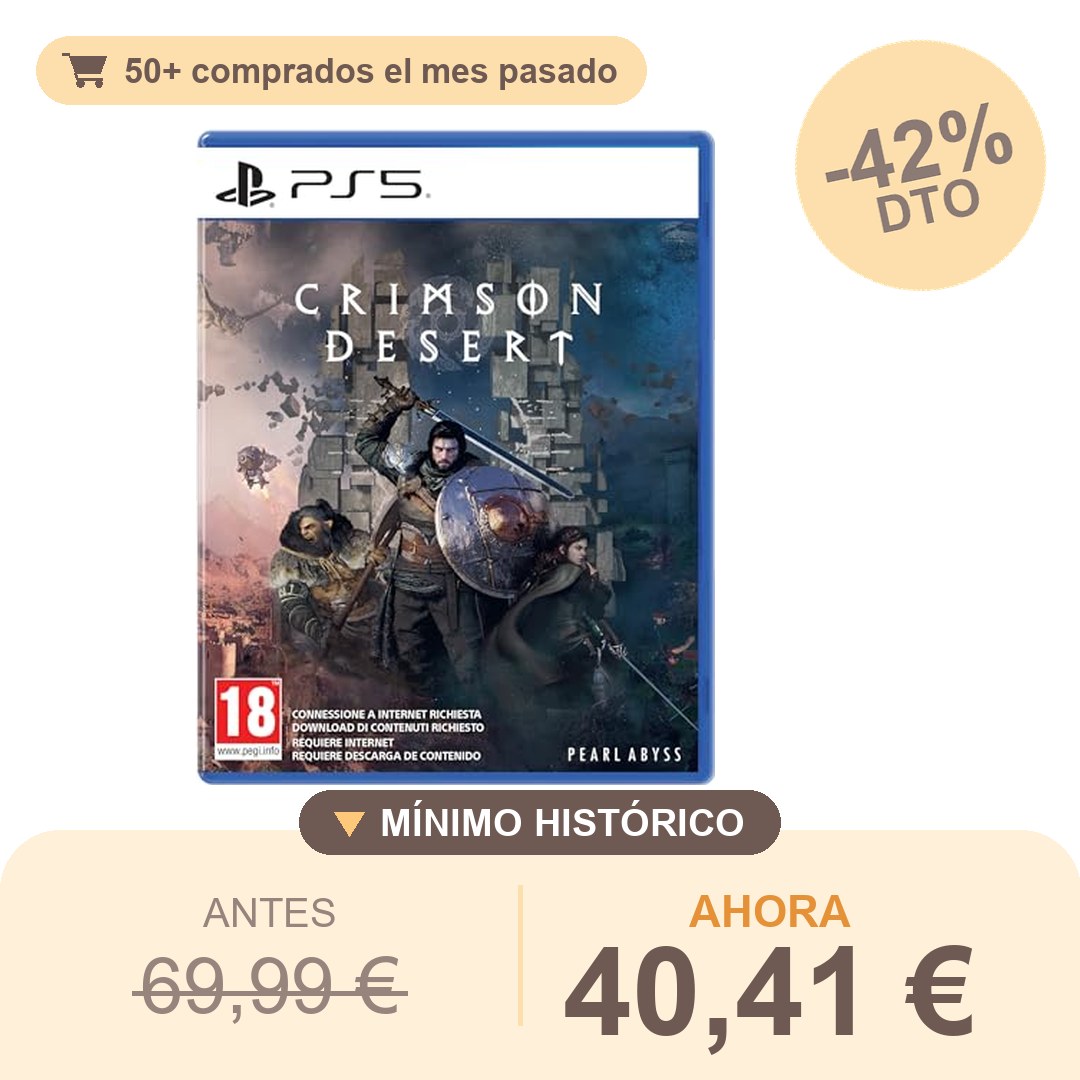 50+ comprados el mes pasado
-42%
DTO
PS5
CRIMSON
DESERT
18
www.pegi.info
CONNESSIONE A INTERNET RICHIESTA
DOWNLOAD DI CONTENUTI RICHIESTO
REQUIERE INTERNET
REQUIERE DESCARGA DE CONTENIDO
PEARL ABYSS
MÍNIMO HISTÓRICO
ANTES
69,99 €
AHORA
40,41 €